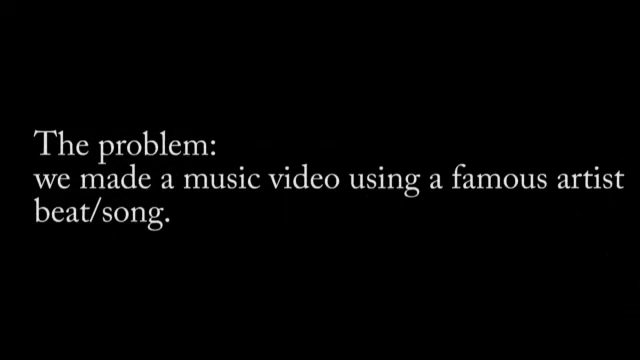 The problem:
we made a music video using a famous artist
beat/song.